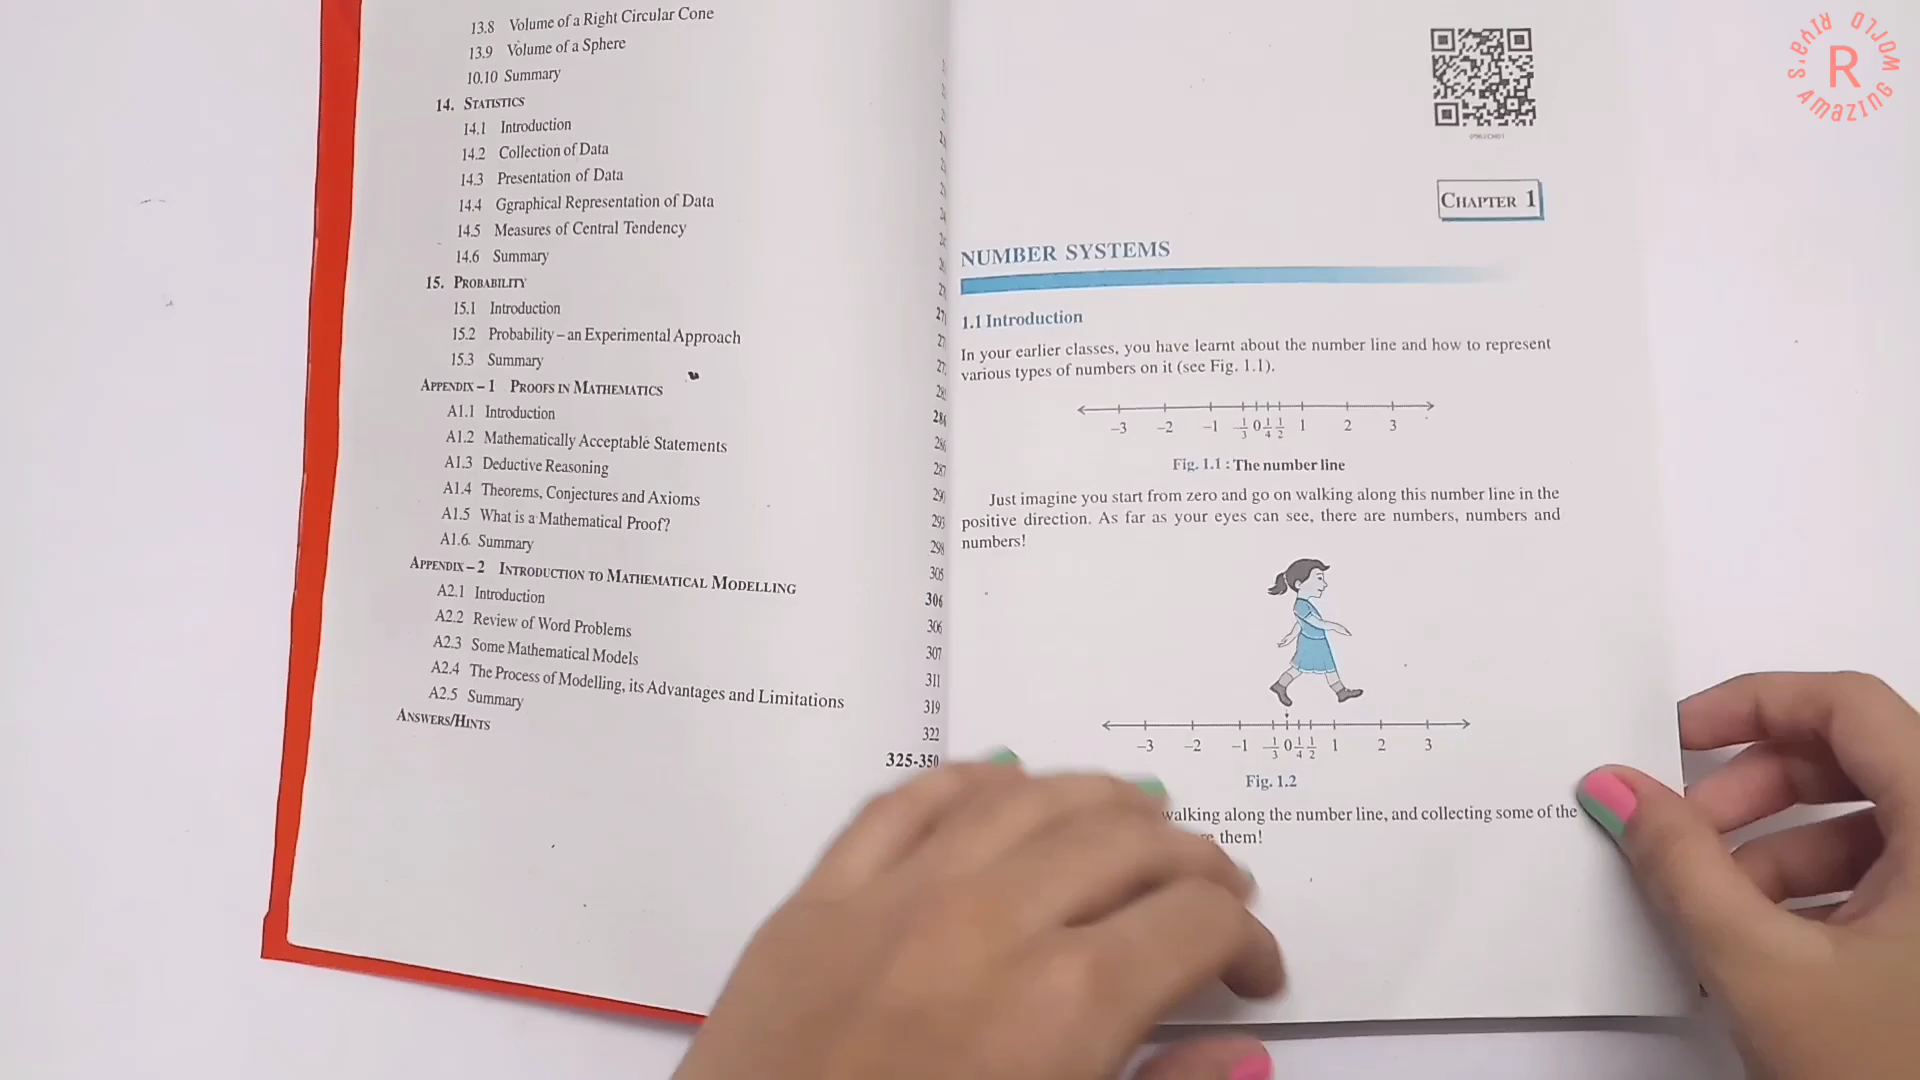 13.8 Volume of a Right Circular Cone
13.9 Volume of a Sphere
10.10 Summary
14. STATISTICS
14.1 Introduction
14.2 Collection of Data
14.3 Presentation of Data
14.4 Ggraphical Representation of Data
14.5 Measures of Central Tendency
14.6 Summary
15. PROBABILITY
15.1 Introduction
15.2 Probability – an Experimental Approach
15.3 Summary
APPENDIX – 1 PROOFS IN MATHEMATICS
A1.1 Introduction
A1.2 Mathematically Acceptable Statements
A1.3 Deductive Reasoning
A1.4 Theorems, Conjectures and Axioms
A1.5 What is a Mathematical Proof?
A1.6 Summary
APPENDIX – 2 INTRODUCTION TO MATHEMATICAL MODELLING
A2.1 Introduction
A2.2 Review of Word Problems
A2.3 Some Mathematical Models
A2.4 The Process of Modelling, its Advantages and Limitations
A2.5 Summary
ANSWERS/HINTS
286
287
293
298
305
306
306
307
311
319
322
325-350
CHAPTER 1
NUMBER SYSTEMS
1.1 Introduction
In your earlier classes, you have learnt about the number line and how to represent
various types of numbers on it (see Fig. 1.1).
–3 –2 –1 –1/3 0 1/4 1/2 1 2 3
Fig. 1.1 : The number line
Just imagine you start from zero and go on walking along this number line in the
positive direction. As far as your eyes can see, there are numbers, numbers and
numbers!
–3 –2 –1 –1/3 0 1/4 1/2 1 2 3
Fig. 1.2
walking along the number line, and collecting some of the
them!
RIYA'S AMAZING WORLD
R